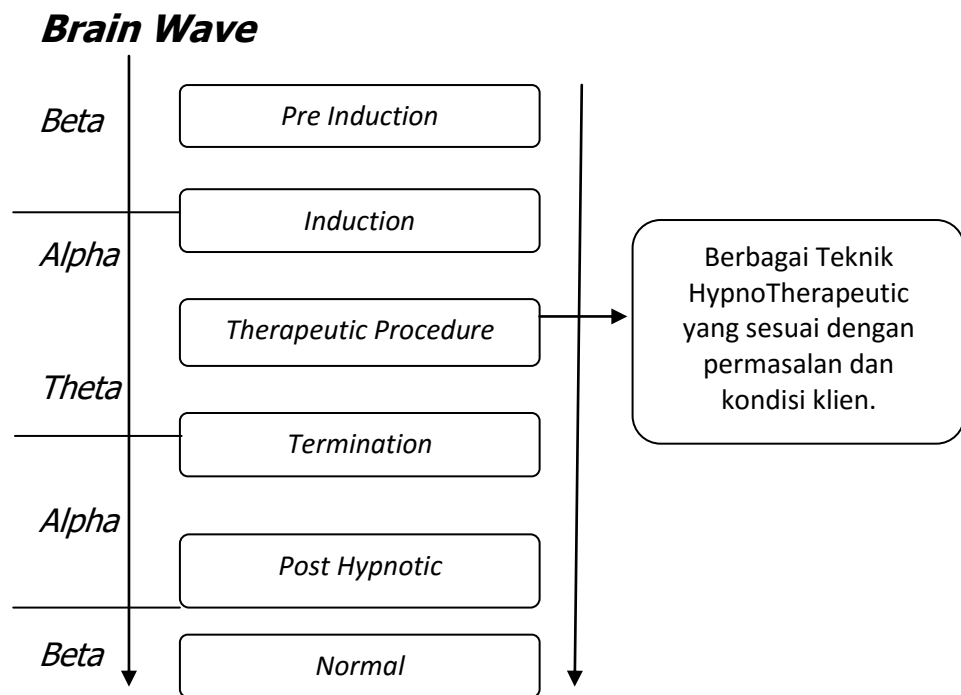 Brain Wave
Beta
Pre Induction
Induction
Alpha
Therapeutic Procedure
Berbagai Teknik
HypnoTherapeutic
yang sesuai dengan
permasalan dan
kondisi klien.
Theta
Termination
Alpha
Post Hypnotic
Beta
Normal